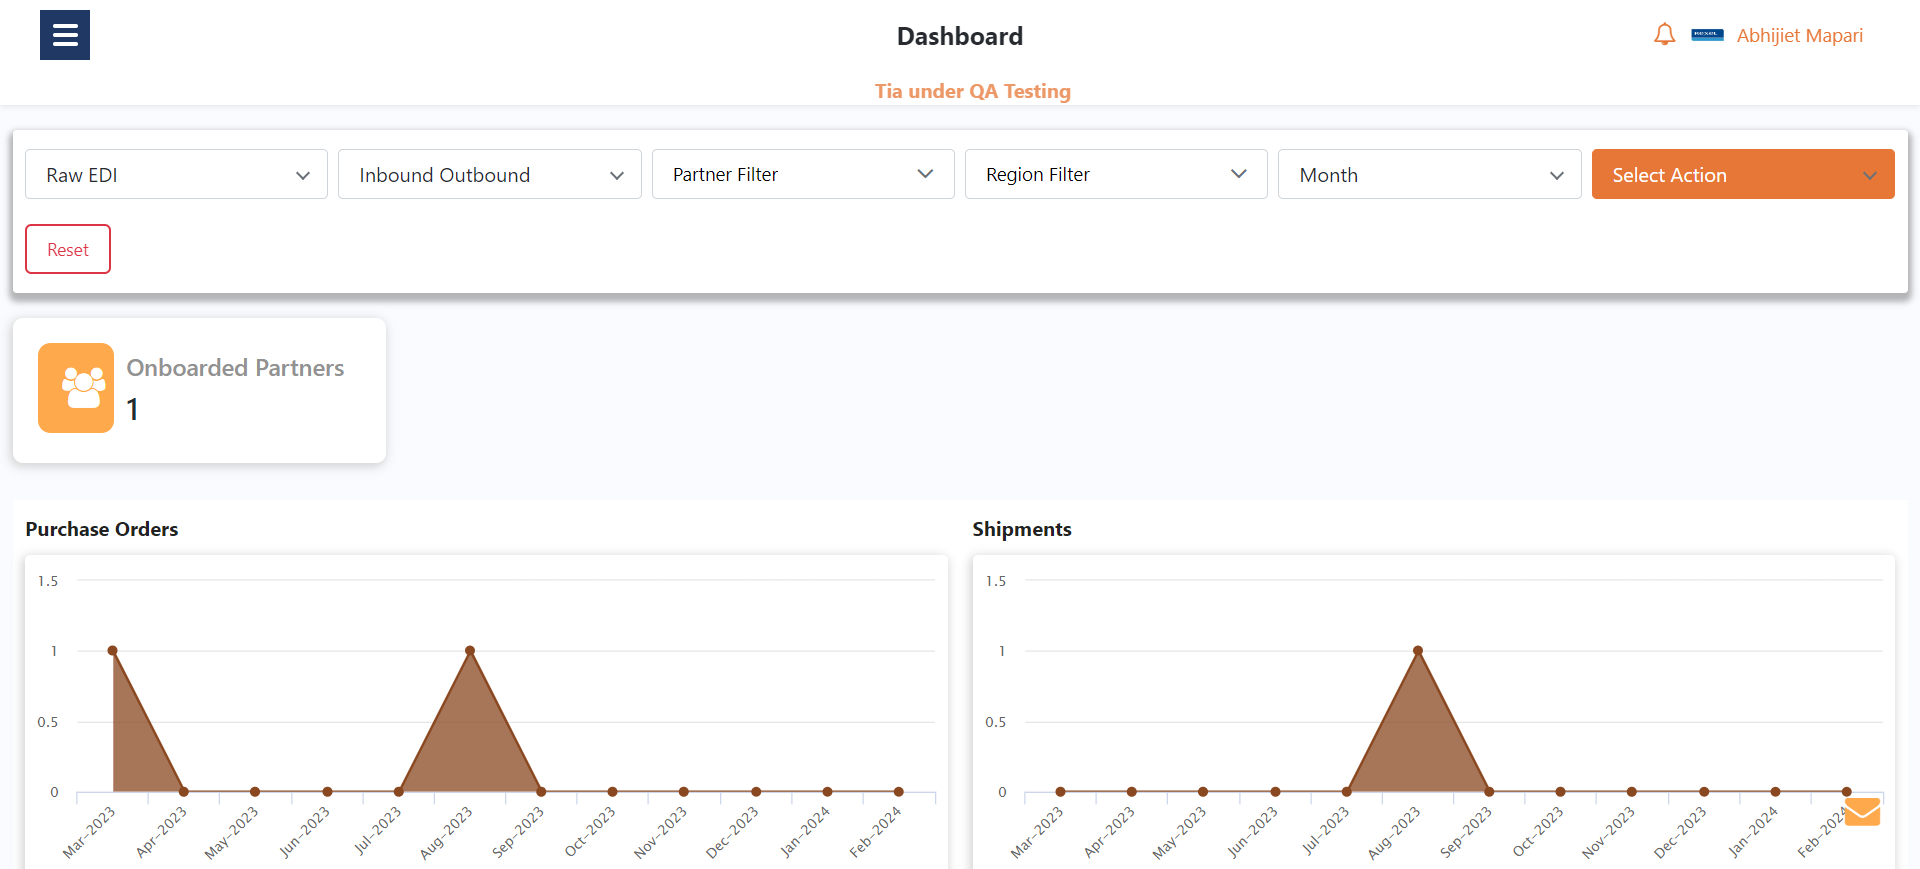 Dashboard
Abhijiet Mapari
Tia under QA Testing
Raw EDI
Inbound Outbound
Partner Filter
Region Filter
Month
Select Action
Reset
Onboarded Partners
1
Purchase Orders
1.5
1
0.5
0
Mar-2023
Apr-2023
May-2023
Jun-2023
Jul-2023
Aug-2023
Sep-2023
Oct-2023
Nov-2023
Dec-2023
Jan-2024
Feb-2024
Shipments
1.5
1
0.5
0
Mar-2023
Apr-2023
May-2023
Jun-2023
Jul-2023
Aug-2023
Sep-2023
Oct-2023
Nov-2023
Dec-2023
Jan-2024
Feb-2024